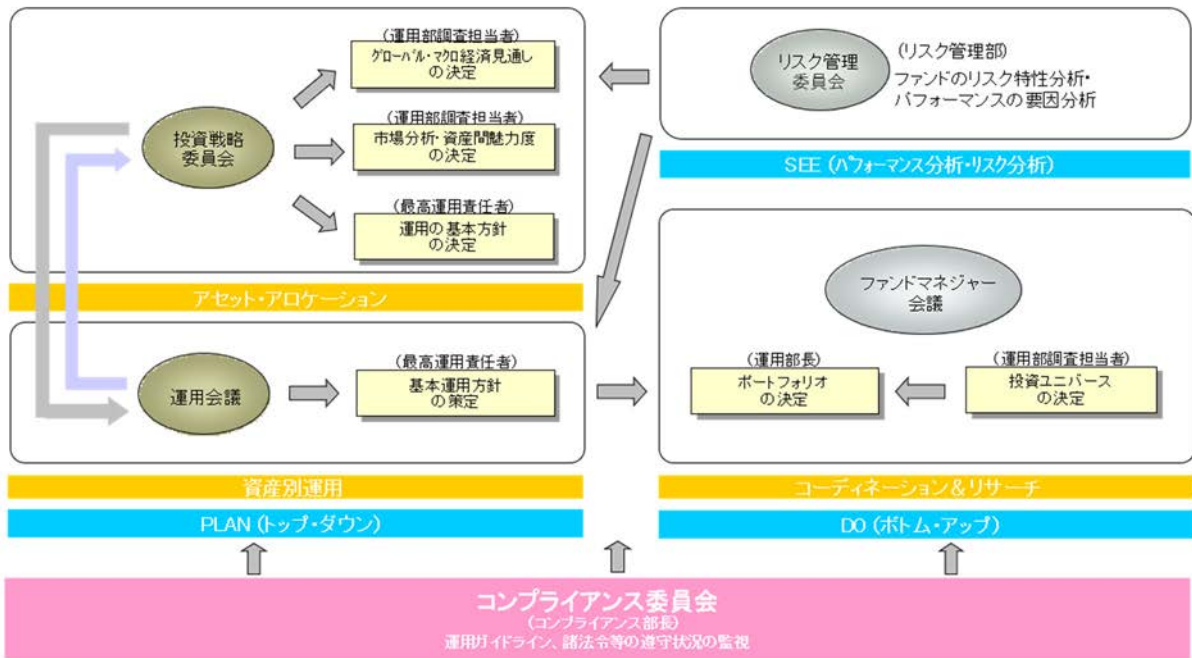 (運用部調査担当者)
グローバル・マクロ経済見通し
の決定
投資戦略
委員会
(運用部調査担当者)
市場分析・資産間魅力度
の決定
(最高運用責任者)
運用の基本方針
の決定
アセット・アロケーション
運用会議
(最高運用責任者)
基本運用方針
の策定
資産別運用
PLAN (トップ・ダウン)
リスク管理
委員会
(リスク管理部)
ファンドのリスク特性分析・
パフォーマンスの要因分析
SEE (パフォーマンス分析・リスク分析)
ファンドマネジャー
会議
(運用部長)
ポートフォリオ
の決定
(運用部調査担当者)
投資ユニバース
の決定
コーディネーション&リサーチ
DO (ボトム・アップ)
コンプライアンス委員会
(コンプライアンス部長)
運用ガイドライン、諸法令等の遵守状況の監視